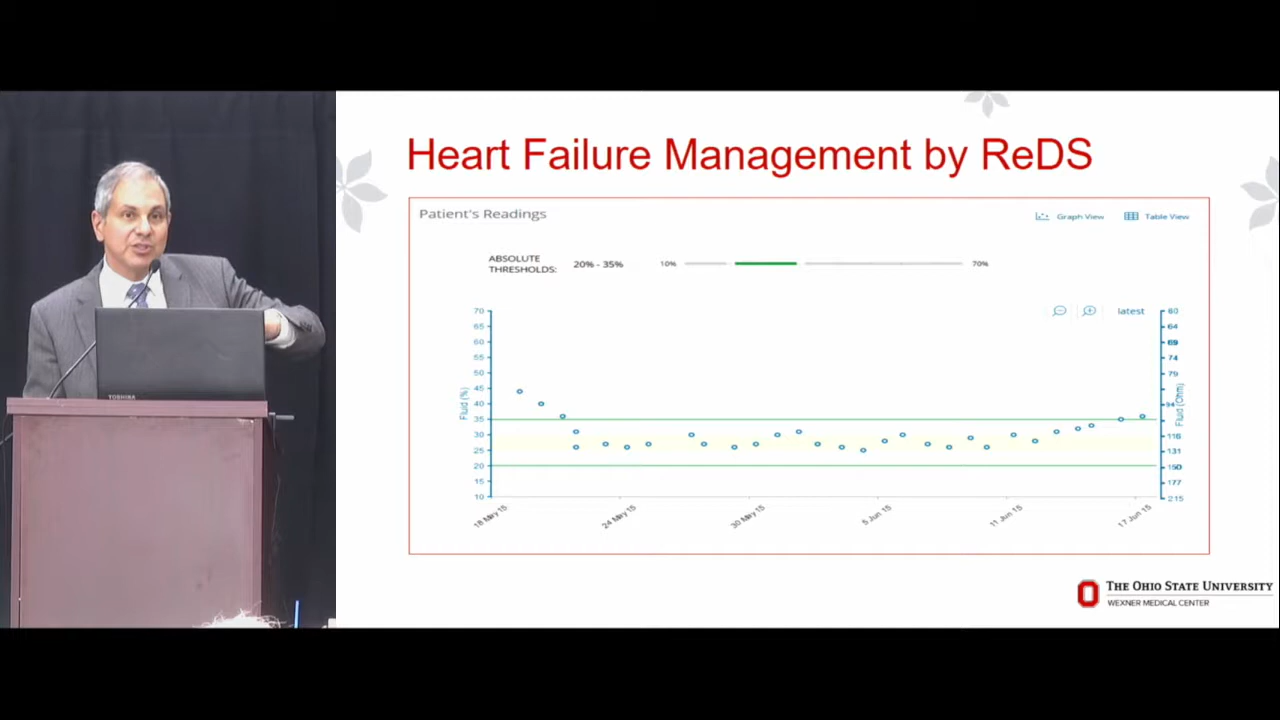 Heart Failure Management by ReDS
Patient's Readings
Graph View
Table View
ABSOLUTE
THRESHOLDS:
20% - 35%
10%
70%
latest
70
65
60
55
50
45
40
35
30
25
20
15
10
Fluid (%)
60
64
69
74
79
94
116
131
150
177
215
Fluid (Ohm)
18 May 15
24 May 15
30 May 15
5 Jun 15
11 Jun 15
17 Jun 15
TOSHIBA
THE OHIO STATE UNIVERSITY
WEXNER MEDICAL CENTER